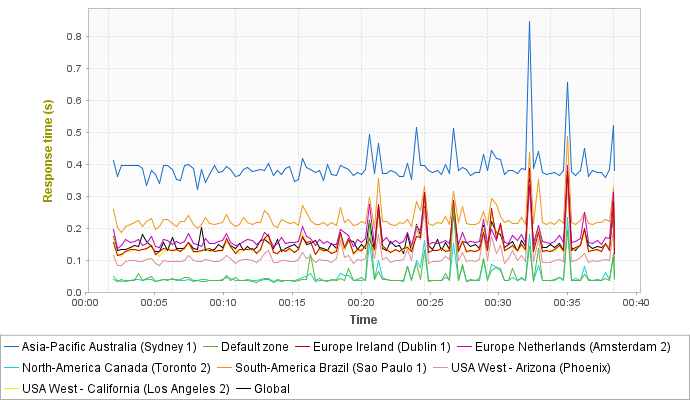 0.8
0.7
0.6
0.5
0.4
0.3
0.2
0.1
0.0
Response time (s)
00:00 00:05 00:10 00:15 00:20 00:25 00:30 00:35 00:40
Time
Asia-Pacific Australia (Sydney 1) Default zone Europe Ireland (Dublin 1) Europe Netherlands (Amsterdam 2)
North-America Canada (Toronto 2) South-America Brazil (Sao Paulo 1) USA West - Arizona (Phoenix)
USA West - California (Los Angeles 2) Global